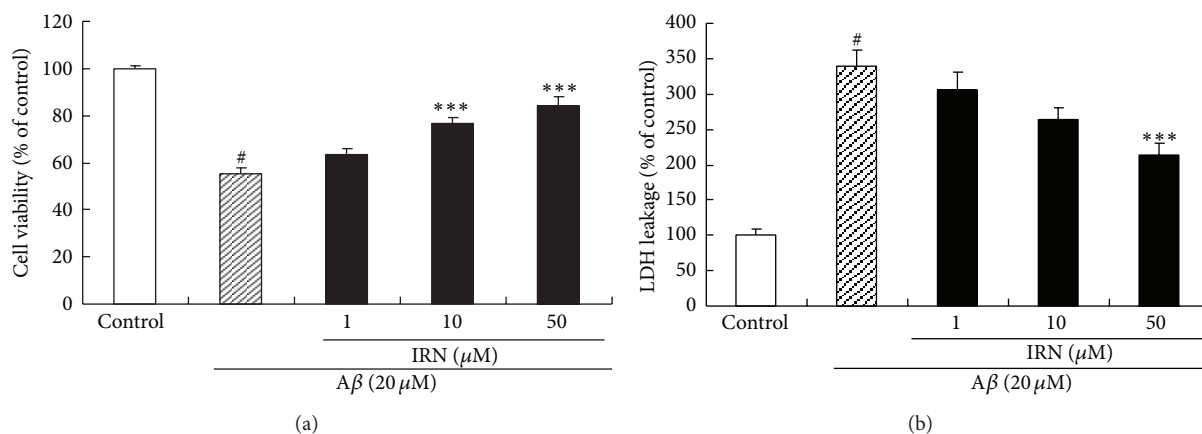 Cell viability (% of control)
120
100
80
60
40
20
0
#
***
***
Control
1
10
50
IRN (μM)
Aβ (20 μM)
(a)
LDH leakage (% of control)
400
350
300
250
200
150
100
50
0
#
***
Control
1
10
50
IRN (μM)
Aβ (20 μM)
(b)